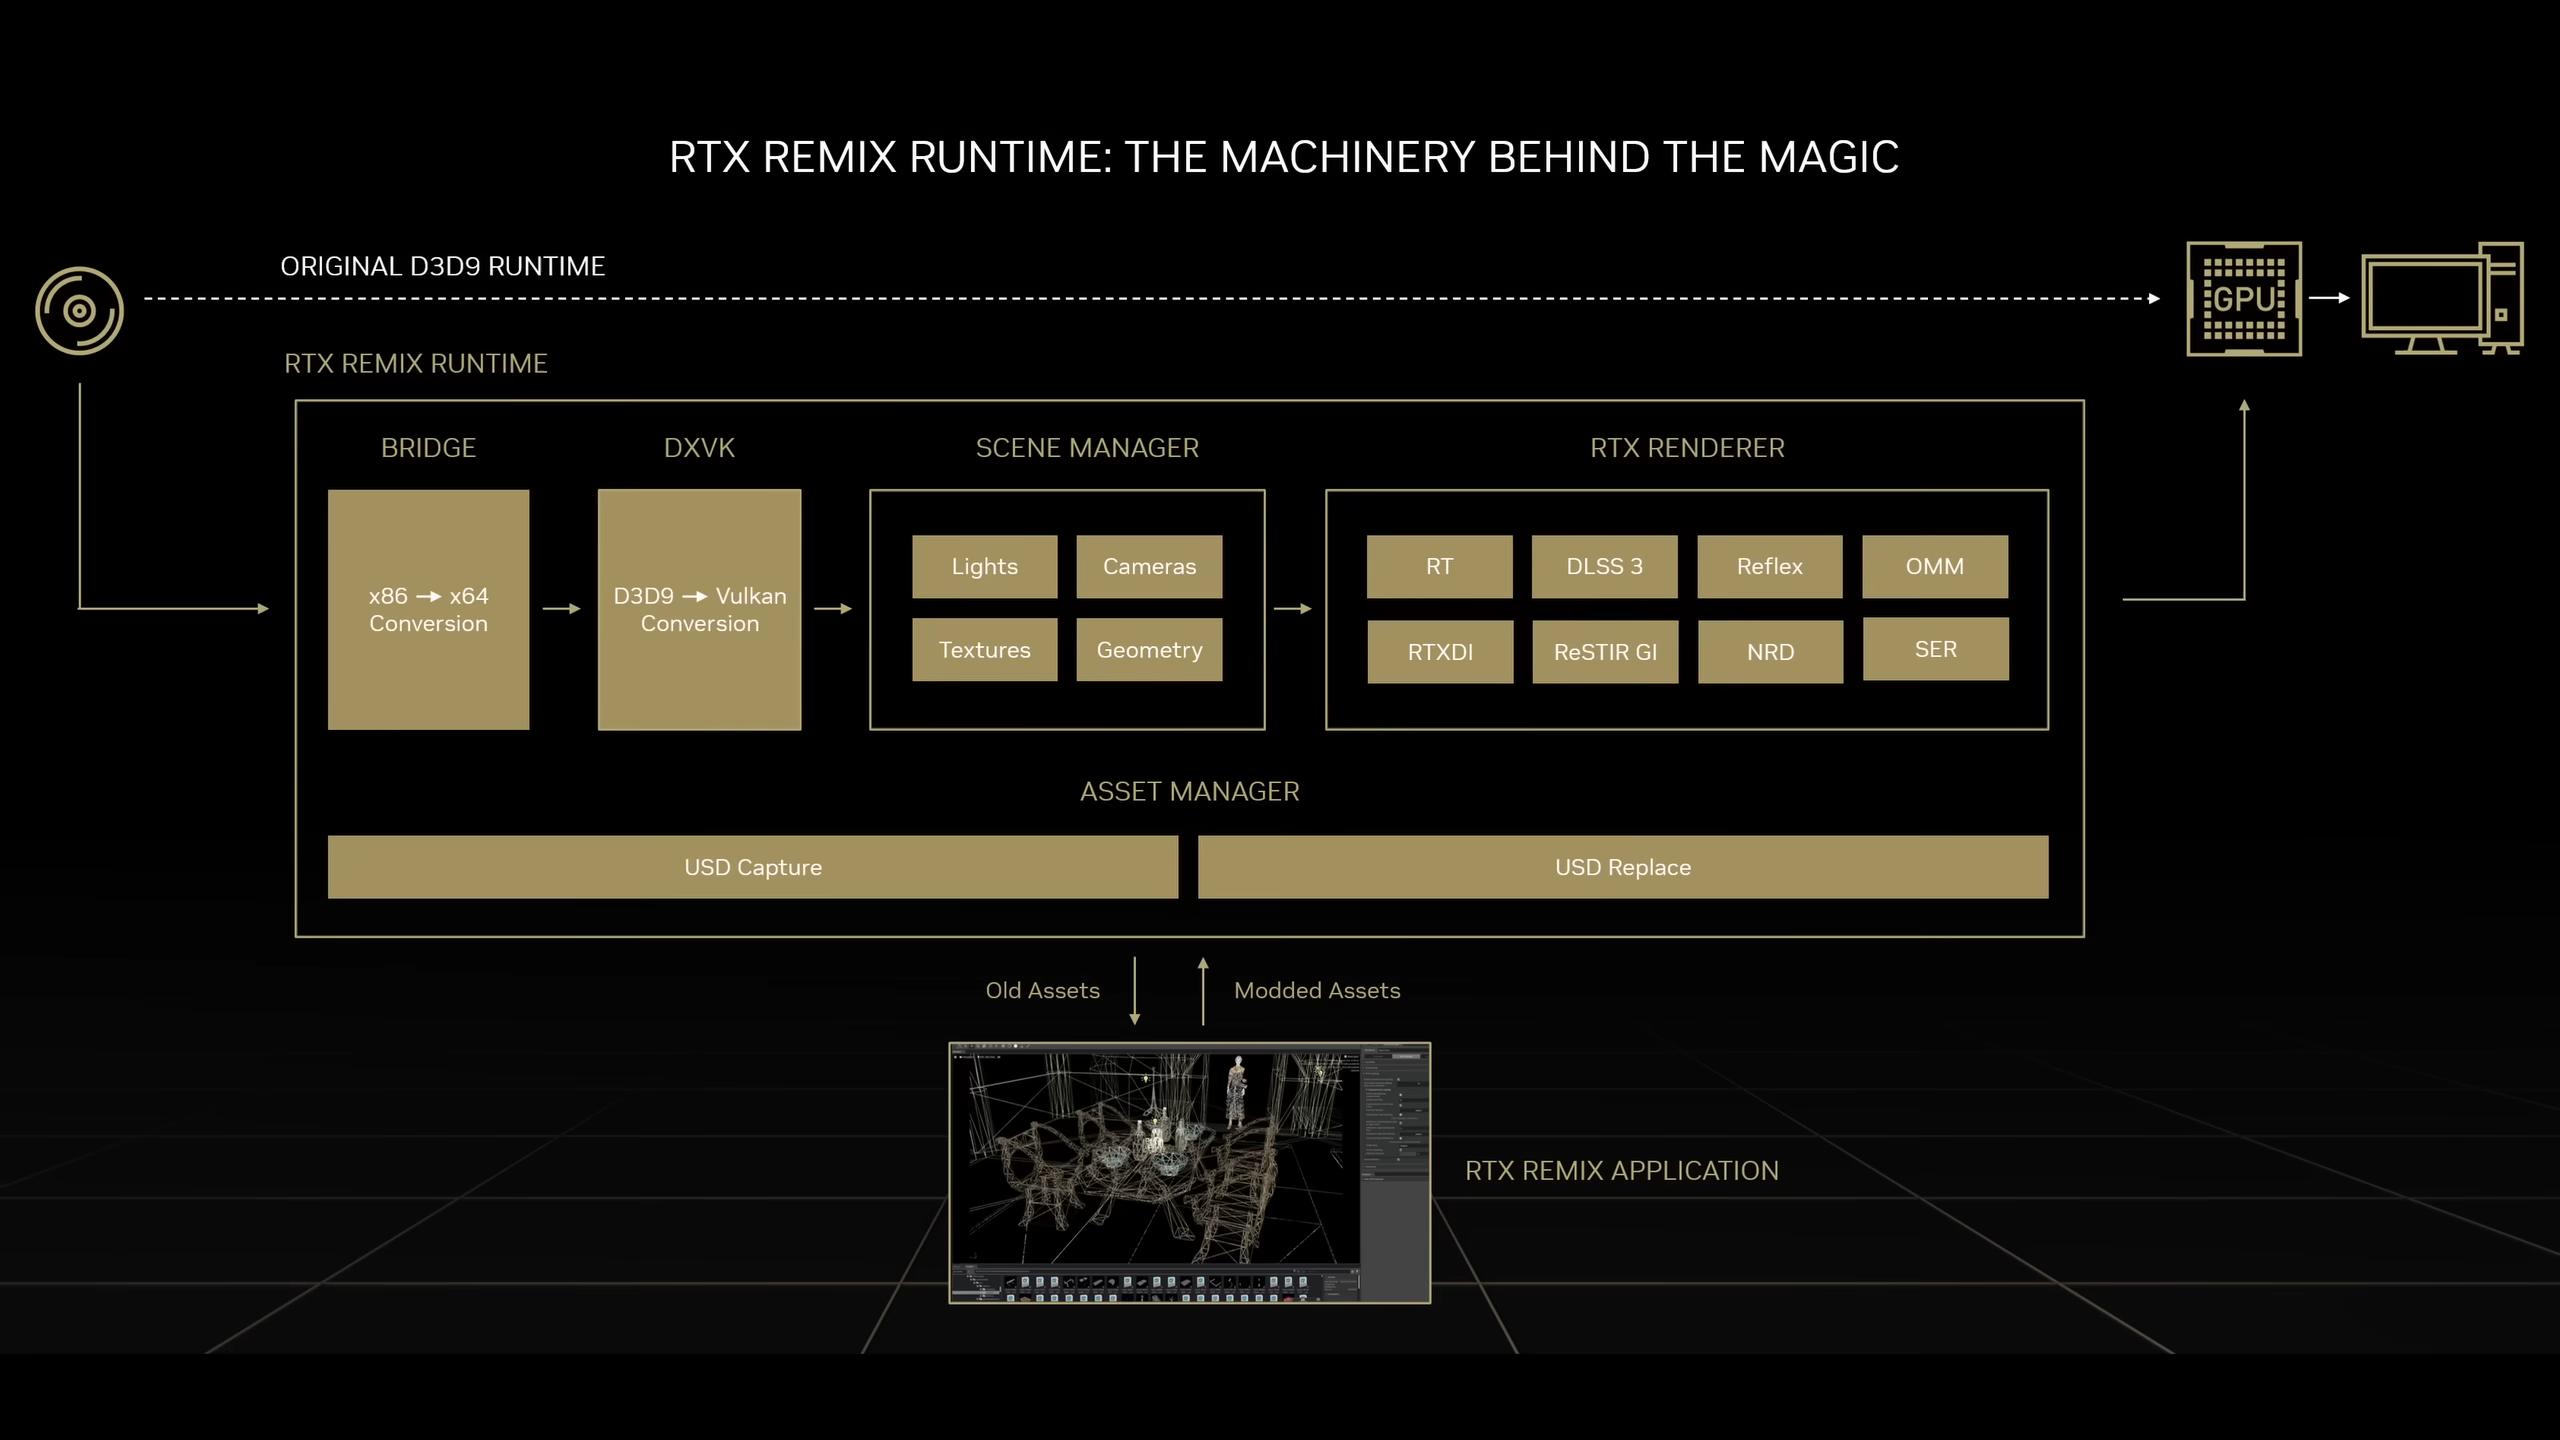 RTX REMIX RUNTIME: THE MACHINERY BEHIND THE MAGIC
ORIGINAL D3D9 RUNTIME
GPU
RTX REMIX RUNTIME
BRIDGE
DXVK
SCENE MANAGER
RTX RENDERER
x86 → x64
Conversion
D3D9 → Vulkan
Conversion
Lights
Cameras
Textures
Geometry
RT
DLSS 3
Reflex
OMM
RTXDI
ReSTIR GI
NRD
SER
ASSET MANAGER
USD Capture
USD Replace
Old Assets
Modded Assets
RTX REMIX APPLICATION